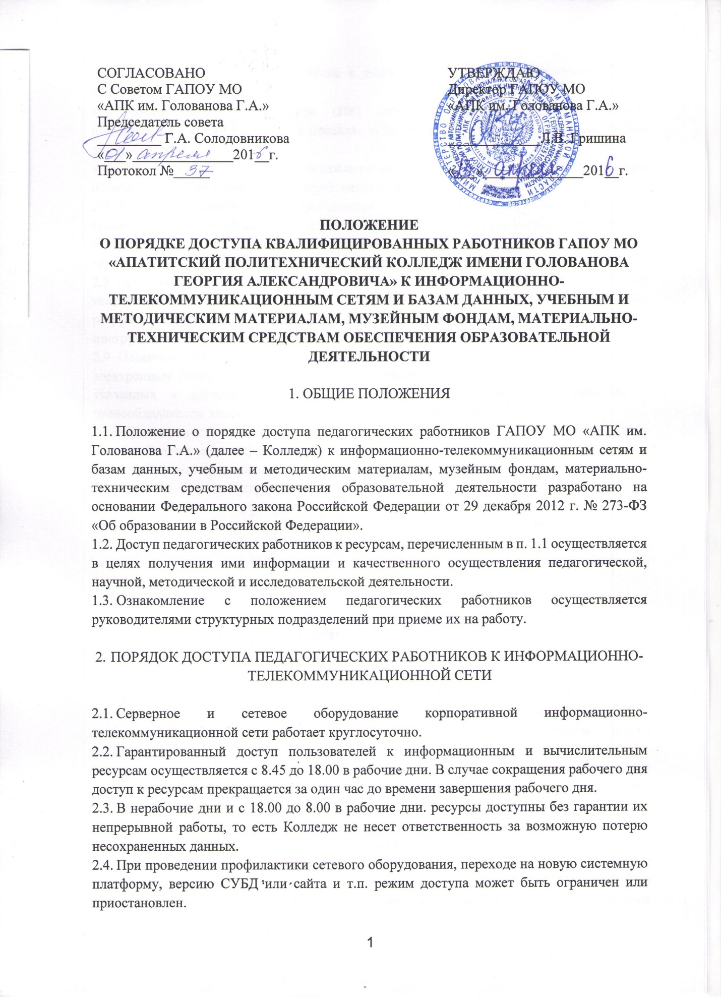 СОГЛАСОВАНО
С Советом ГАПОУ МО
«АПК им. Голованова Г.А.»
Председатель совета
Г.А. Солодовникова
«01» апреля 2016 г.
Протокол № 37
УТВЕРЖДАЮ
Директор ГАПОУ МО
«АПК им. Голованова Г.А.»
Л.В. Гришина
апреля 2016 г.
ПОЛОЖЕНИЕ
О ПОРЯДКЕ ДОСТУПА КВАЛИФИЦИРОВАННЫХ РАБОТНИКОВ ГАПОУ МО
«АПАТИТСКИЙ ПОЛИТЕХНИЧЕСКИЙ КОЛЛЕДЖ ИМЕНИ ГОЛОВАНОВА
ГЕОРГИЯ АЛЕКСАНДРОВИЧА» К ИНФОРМАЦИОННО-
ТЕЛЕКОММУНИКАЦИОННЫМ СЕТЯМ И БАЗАМ ДАННЫХ, УЧЕБНЫМ И
МЕТОДИЧЕСКИМ МАТЕРИАЛАМ, МУЗЕЙНЫМ ФОНДАМ, МАТЕРИАЛЬНО-
ТЕХНИЧЕСКИМ СРЕДСТВАМ ОБЕСПЕЧЕНИЯ ОБРАЗОВАТЕЛЬНОЙ
ДЕЯТЕЛЬНОСТИ
1. ОБЩИЕ ПОЛОЖЕНИЯ
1.1. Положение о порядке доступа педагогических работников ГАПОУ МО «АПК им.
Голованова Г.А.» (далее – Колледж) к информационно-телекоммуникационным сетям и
базам данных, учебным и методическим материалам, музейным фондам, материально-
техническим средствам обеспечения образовательной деятельности разработано на
основании Федерального закона Российской Федерации от 29 декабря 2012 г. № 273-ФЗ
«Об образовании в Российской Федерации».
1.2. Доступ педагогических работников к ресурсам, перечисленным в п. 1.1 осуществляется
в целях получения ими информации и качественного осуществления педагогической,
научной, методической и исследовательской деятельности.
1.3. Ознакомление с положением педагогических работников осуществляется
руководителями структурных подразделений при приеме их на работу.
2. ПОРЯДОК ДОСТУПА ПЕДАГОГИЧЕСКИХ РАБОТНИКОВ К ИНФОРМАЦИОННО-
ТЕЛЕКОММУНИКАЦИОННОЙ СЕТИ
2.1. Серверное и сетевое оборудование корпоративной информационно-
телекоммуникационной сети работает круглосуточно.
2.2. Гарантированный доступ пользователей к информационным и вычислительным
ресурсам осуществляется с 8.45 до 18.00 в рабочие дни. В случае сокращения рабочего дня
доступ к ресурсам прекращается за один час до времени завершения рабочего дня.
2.3. В нерабочие дни и с 18.00 до 8.00 в рабочие дни. ресурсы доступны без гарантии их
непрерывной работы, то есть Колледж не несет ответственность за возможную потерю
несохраненных данных.
2.4. При проведении профилактики сетевого оборудования, переходе на новую системную
платформу, версию СУБД или сайта и т.п. режим доступа может быть ограничен или
приостановлен.
1